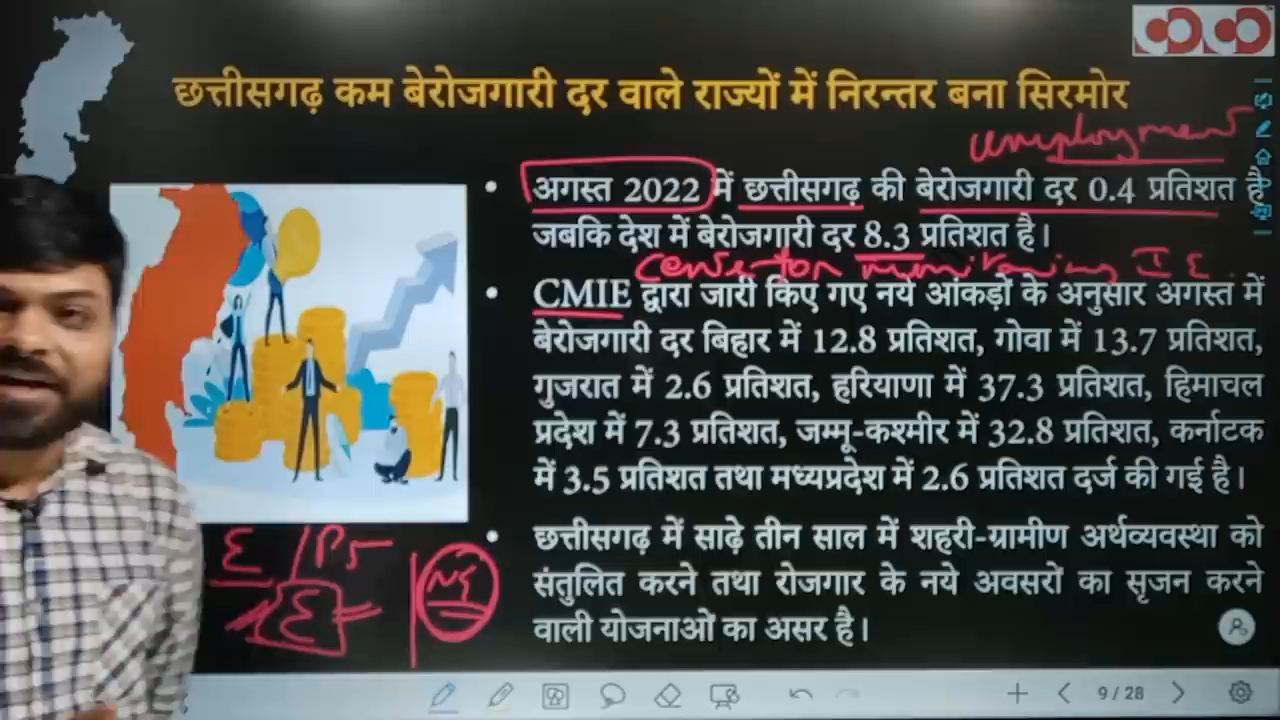 छत्तीसगढ़ कम बेरोजगारी दर वाले राज्यों में निरन्तर बना सिरमोर
unemployment
• अगस्त 2022 में छत्तीसगढ़ की बेरोजगारी दर 0.4 प्रतिशत है
जबकि देश में बेरोजगारी दर 8.3 प्रतिशत है।
monitoring I E
• CMIE द्वारा जारी किए गए नये आंकड़ों के अनुसार अगस्त में
बेरोजगारी दर बिहार में 12.8 प्रतिशत, गोवा में 13.7 प्रतिशत,
गुजरात में 2.6 प्रतिशत, हरियाणा में 37.3 प्रतिशत, हिमाचल
प्रदेश में 7.3 प्रतिशत, जम्मू-कश्मीर में 32.8 प्रतिशत, कर्नाटक
में 3.5 प्रतिशत तथा मध्यप्रदेश में 2.6 प्रतिशत दर्ज की गई है।
• छत्तीसगढ़ में साढ़े तीन साल में शहरी-ग्रामीण अर्थव्यवस्था को
संतुलित करने तथा रोजगार के नये अवसरों का सृजन करने
वाली योजनाओं का असर है।
9 / 28